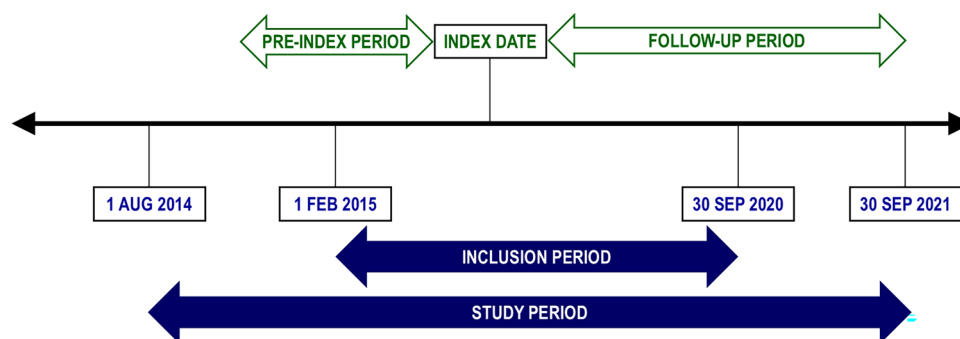 PRE-INDEX PERIOD
INDEX DATE
FOLLOW-UP PERIOD
1 AUG 2014
1 FEB 2015
30 SEP 2020
30 SEP 2021
INCLUSION PERIOD
STUDY PERIOD